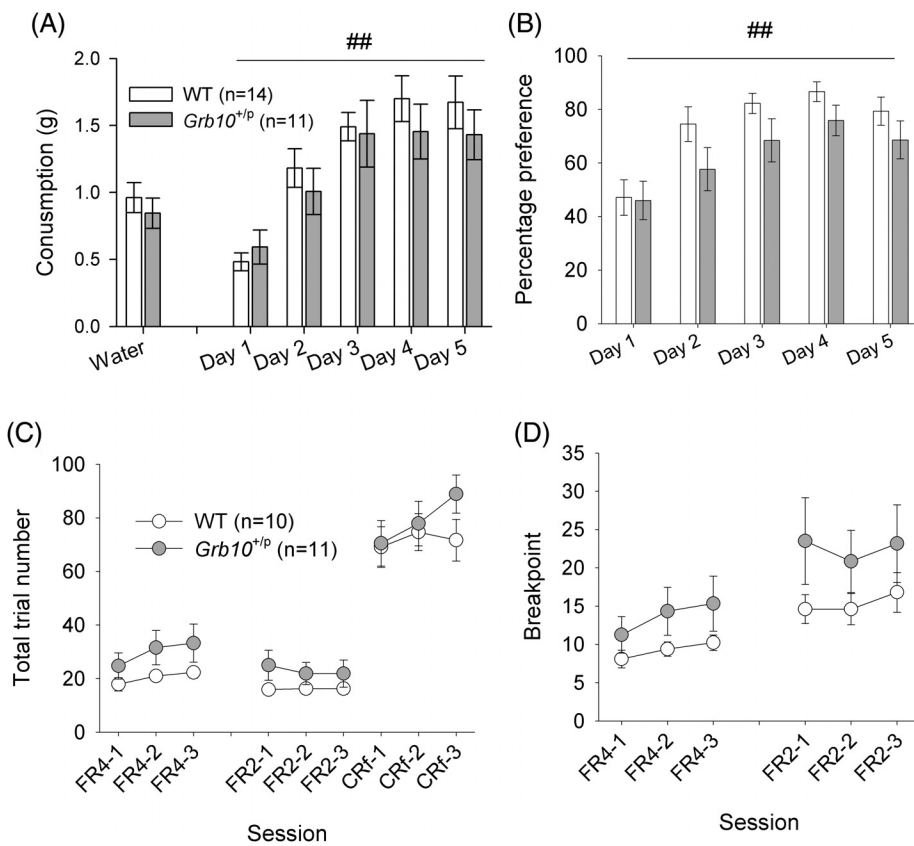 (A)
##
2.0
1.5
1.0
0.5
0.0
Conusmption (g)
WT (n=14)
Grb10+/p (n=11)
Water
Day 1
Day 2
Day 3
Day 4
Day 5
(B)
##
100
80
60
40
20
0
Percentage preference
Day 1
Day 2
Day 3
Day 4
Day 5
(C)
100
80
60
40
20
0
Total trial number
WT (n=10)
Grb10+/p (n=11)
FR4-1
FR4-2
FR4-3
FR2-1
FR2-2
FR2-3
CRf-1
CRf-2
CRf-3
Session
(D)
35
30
25
20
15
10
5
0
Breakpoint
FR4-1
FR4-2
FR4-3
FR2-1
FR2-2
FR2-3
Session